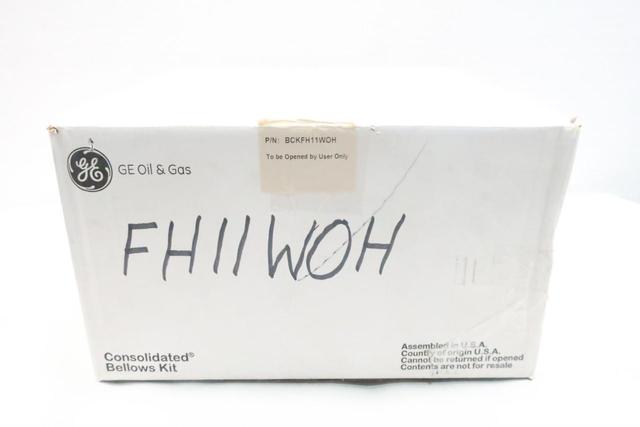 P/N: BCKFH11WOH
To be Opened by User Only
GE
GE Oil & Gas
FH11WOH
Consolidated®
Bellows Kit
Assembled in U.S.A.
Country of origin U.S.A.
Cannot be returned if opened
Contents are not for resale